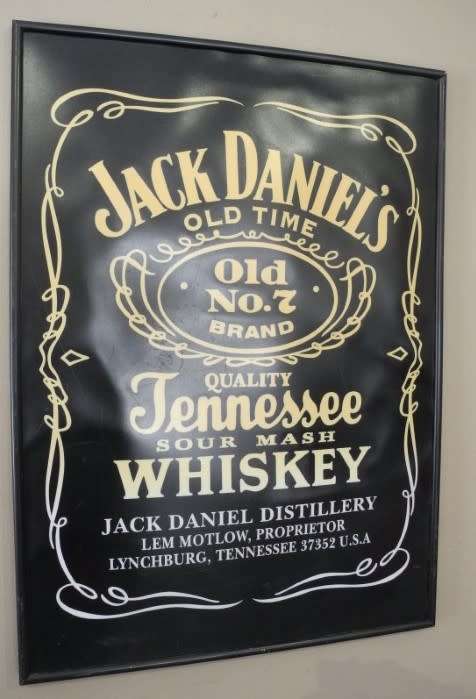 JACK DANIEL'S
OLD TIME
Old
No.7
BRAND
QUALITY
Tennessee
SOUR MASH
WHISKEY
JACK DANIEL DISTILLERY
LEM MOTLOW, PROPRIETOR
LYNCHBURG, TENNESSEE 37352 U.S.A